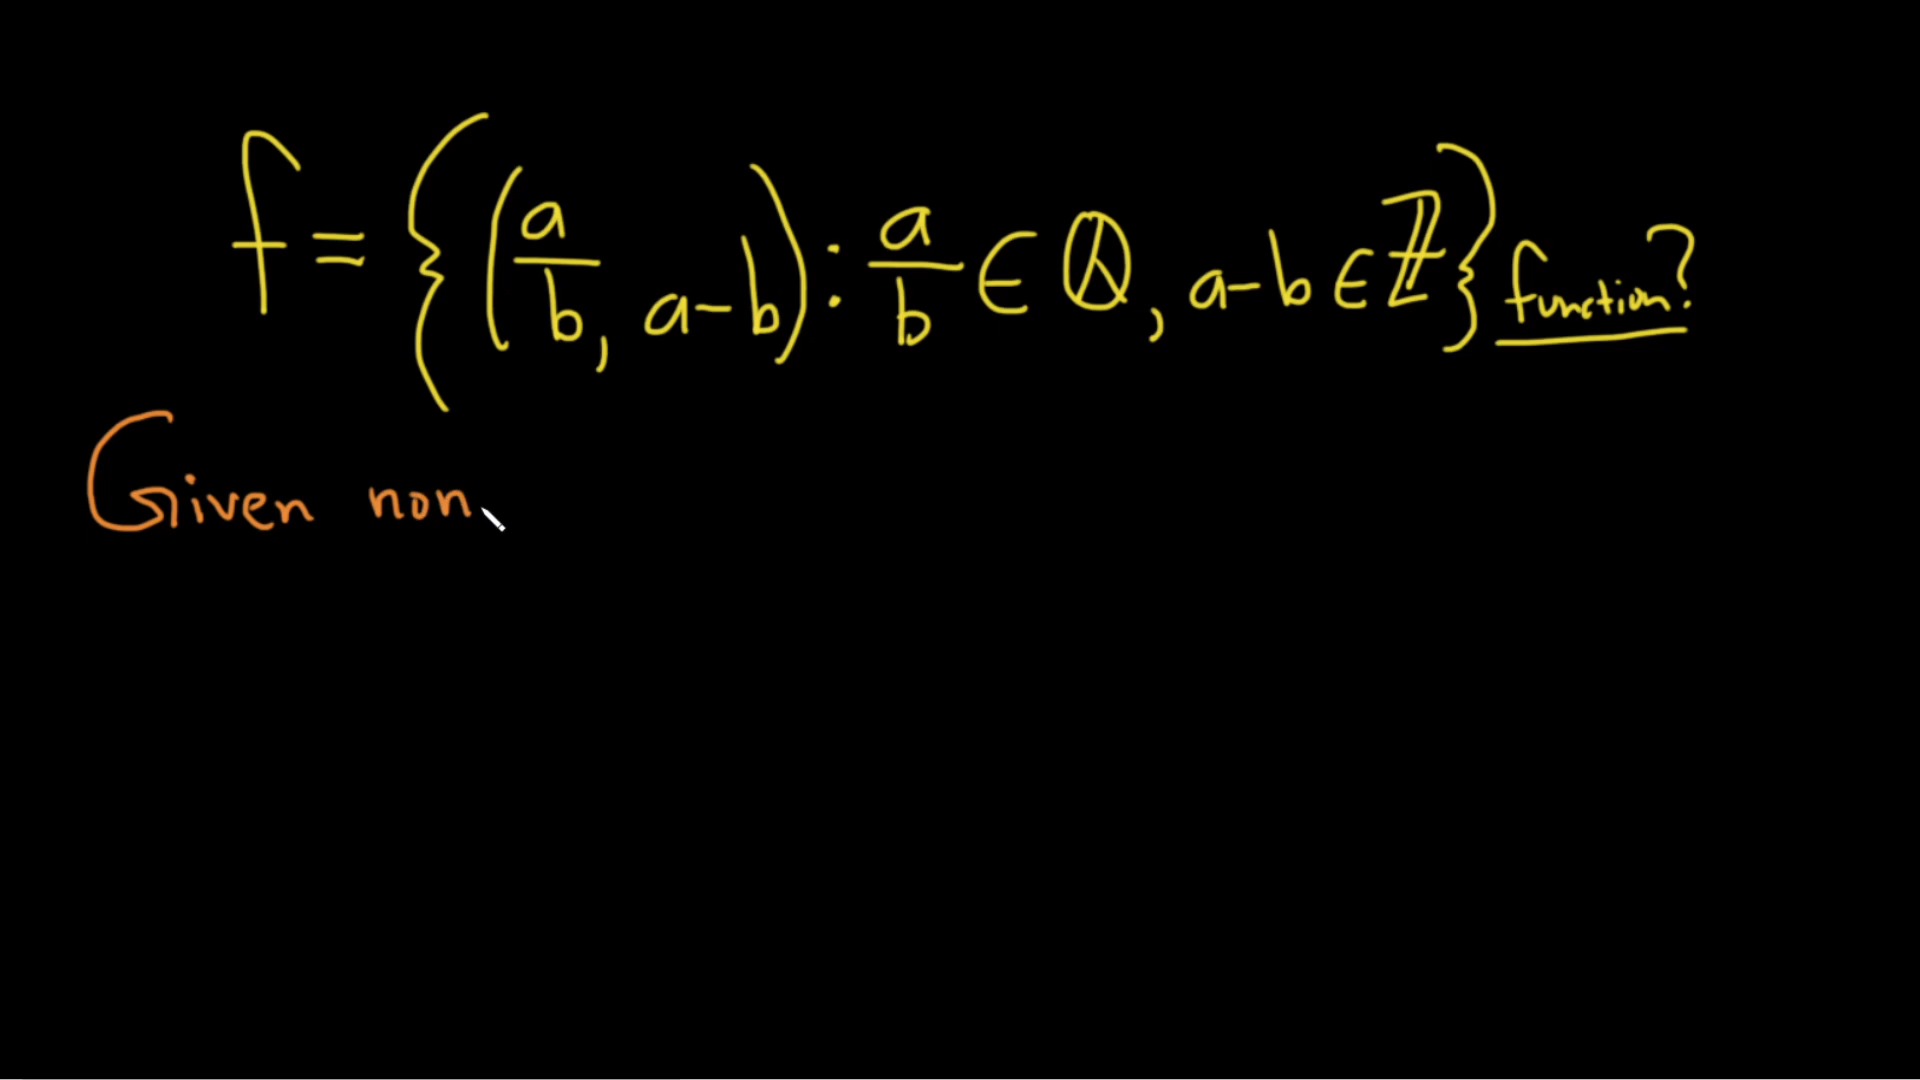 f = { (a/b, a-b) : a/b ∈ ℚ, a-b ∈ ℤ } function?
Given non